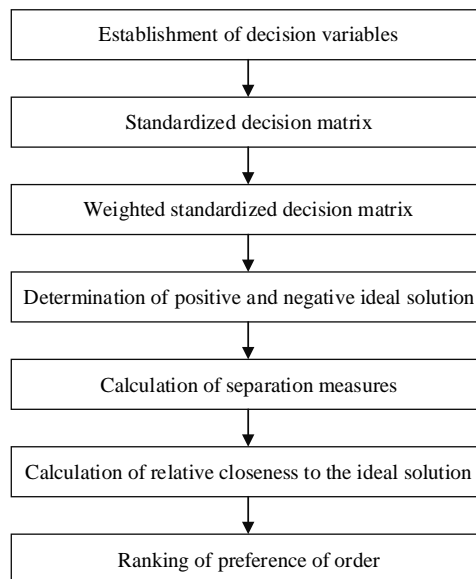 Establishment of decision variables
Standardized decision matrix
Weighted standardized decision matrix
Determination of positive and negative ideal solution
Calculation of separation measures
Calculation of relative closeness to the ideal solution
Ranking of preference of order